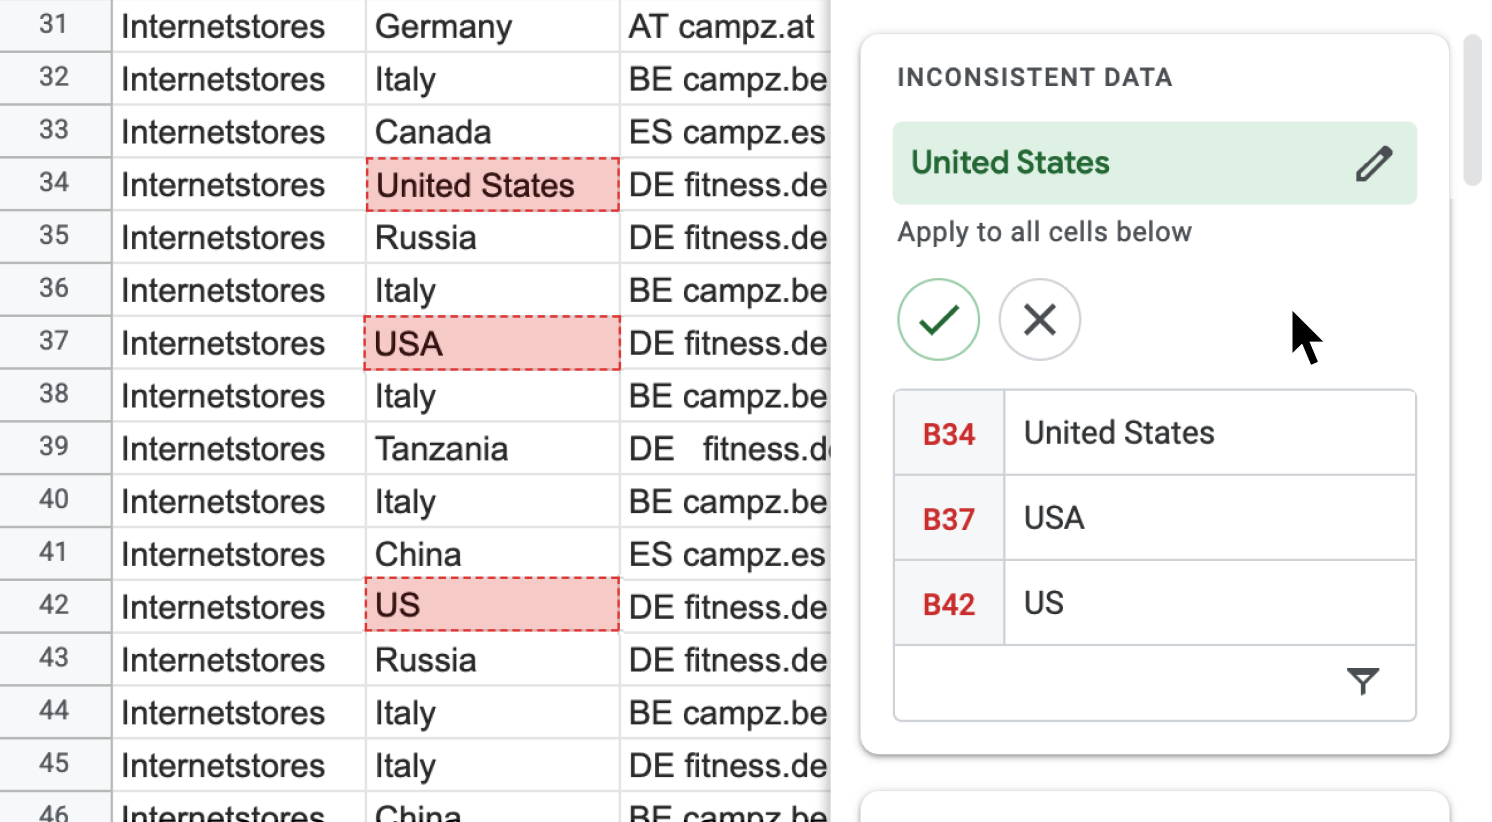 31 Internetstores Germany AT campz.at
32 Internetstores Italy BE campz.be
33 Internetstores Canada ES campz.es
34 Internetstores United States DE fitness.de
35 Internetstores Russia DE fitness.de
36 Internetstores Italy BE campz.be
37 Internetstores USA DE fitness.de
38 Internetstores Italy BE campz.be
39 Internetstores Tanzania DE fitness.d
40 Internetstores Italy BE campz.be
41 Internetstores China ES campz.es
42 Internetstores US DE fitness.de
43 Internetstores Russia DE fitness.de
44 Internetstores Italy BE campz.be
45 Internetstores Italy DE fitness.de
46 Internetstores China BE campz.be
INCONSISTENT DATA
United States
Apply to all cells below
B34 United States
B37 USA
B42 US